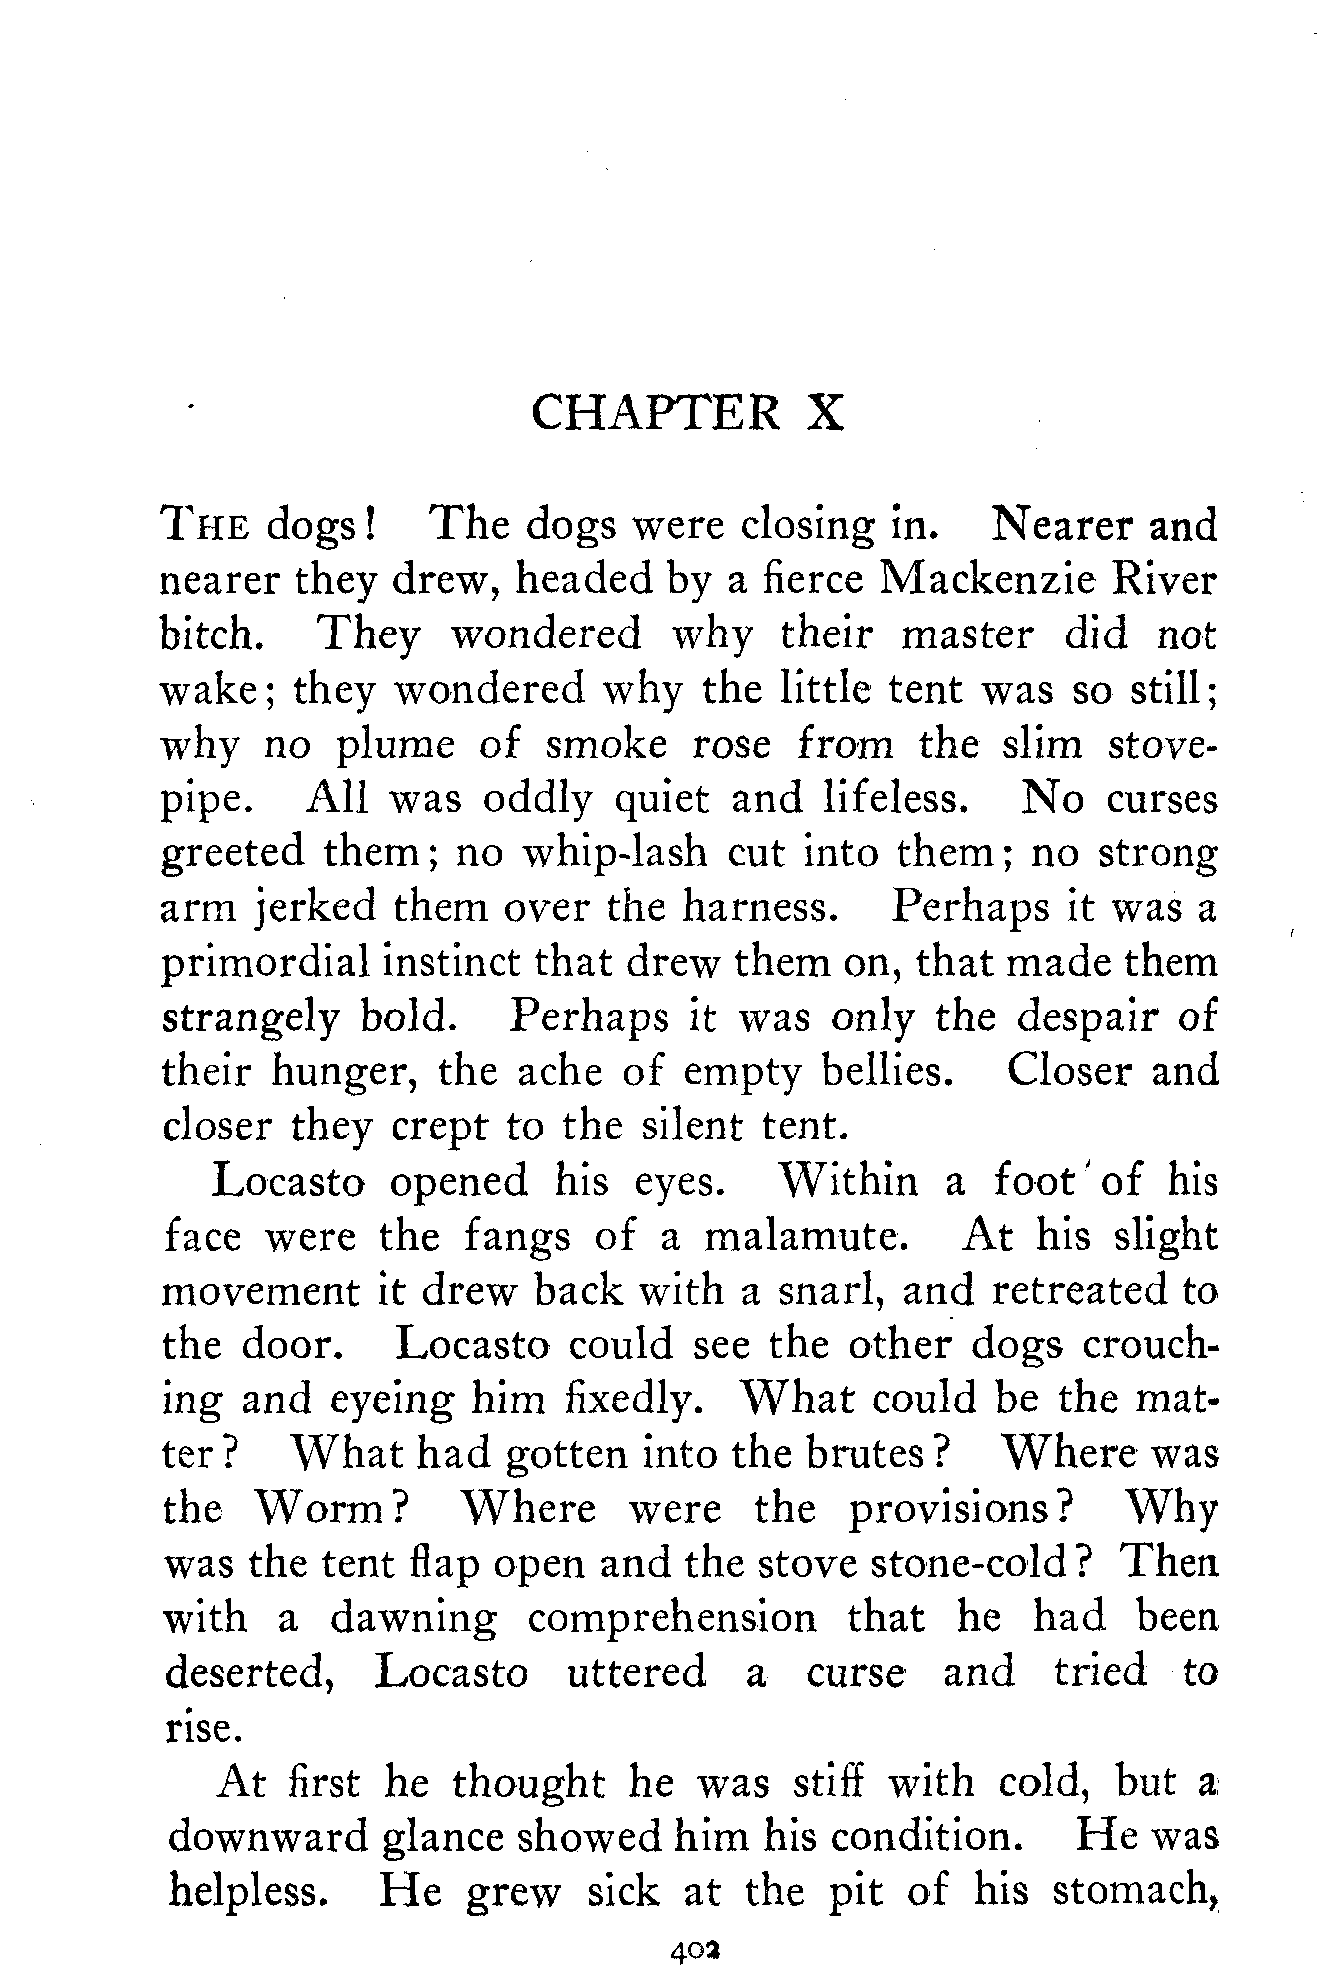 CHAPTER X
THE dogs! The dogs were closing in. Nearer and
nearer they drew, headed by a fierce Mackenzie River
bitch. They wondered why their master did not
wake; they wondered why the little tent was so still;
why no plume of smoke rose from the slim stove-
pipe. All was oddly quiet and lifeless. No curses
greeted them; no whip-lash cut into them; no strong
arm jerked them over the harness. Perhaps it was a
primordial instinct that drew them on, that made them
strangely bold. Perhaps it was only the despair of
their hunger, the ache of empty bellies. Closer and
closer they crept to the silent tent.
Locasto opened his eyes. Within a foot of his
face were the fangs of a malamute. At his slight
movement it drew back with a snarl, and retreated to
the door. Locasto could see the other dogs crouch-
ing and eyeing him fixedly. What could be the mat-
ter? What had gotten into the brutes? Where was
the Worm? Where were the provisions? Why
was the tent flap open and the stove stone-cold? Then
with a dawning comprehension that he had been
deserted, Locasto uttered a curse and tried to
rise.
At first he thought he was stiff with cold, but a
downward glance showed him his condition. He was
helpless. He grew sick at the pit of his stomach,
402